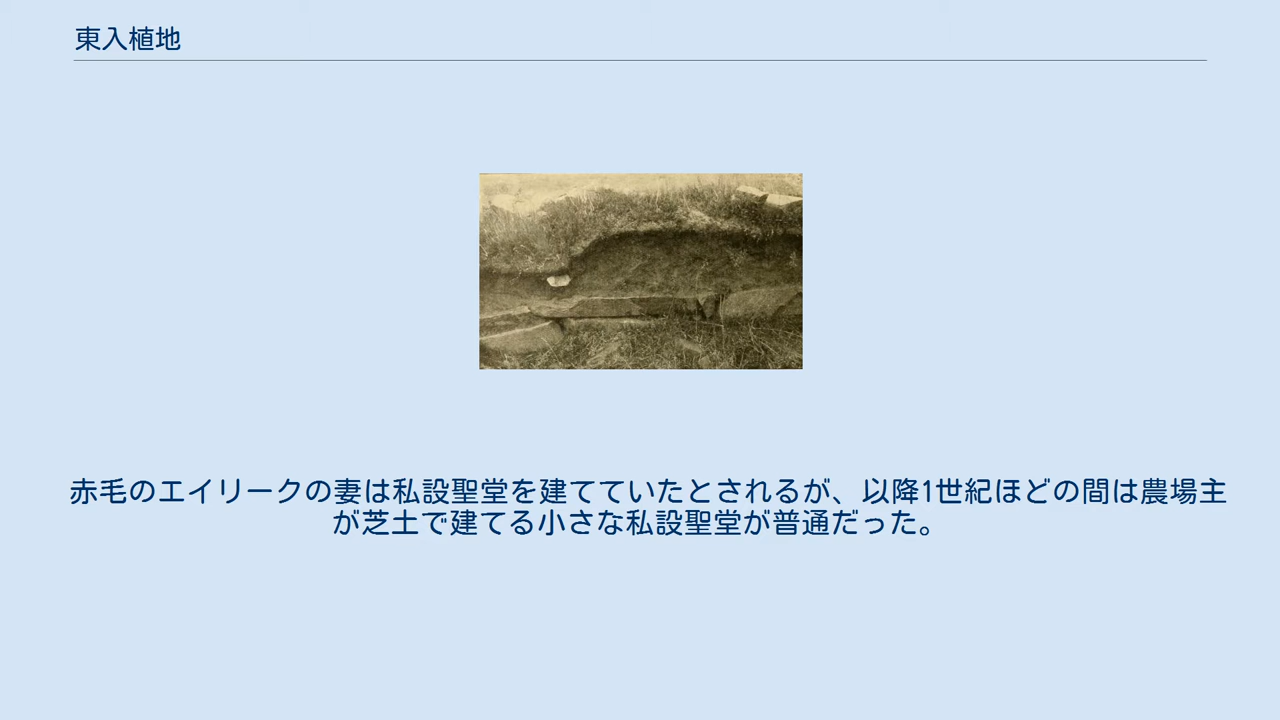 東入植地
赤毛のエイリークの妻は私設聖堂を建てていたとされるが、以降1世紀ほどの間は農場主
が芝土で建てる小さな私設聖堂が普通だった。